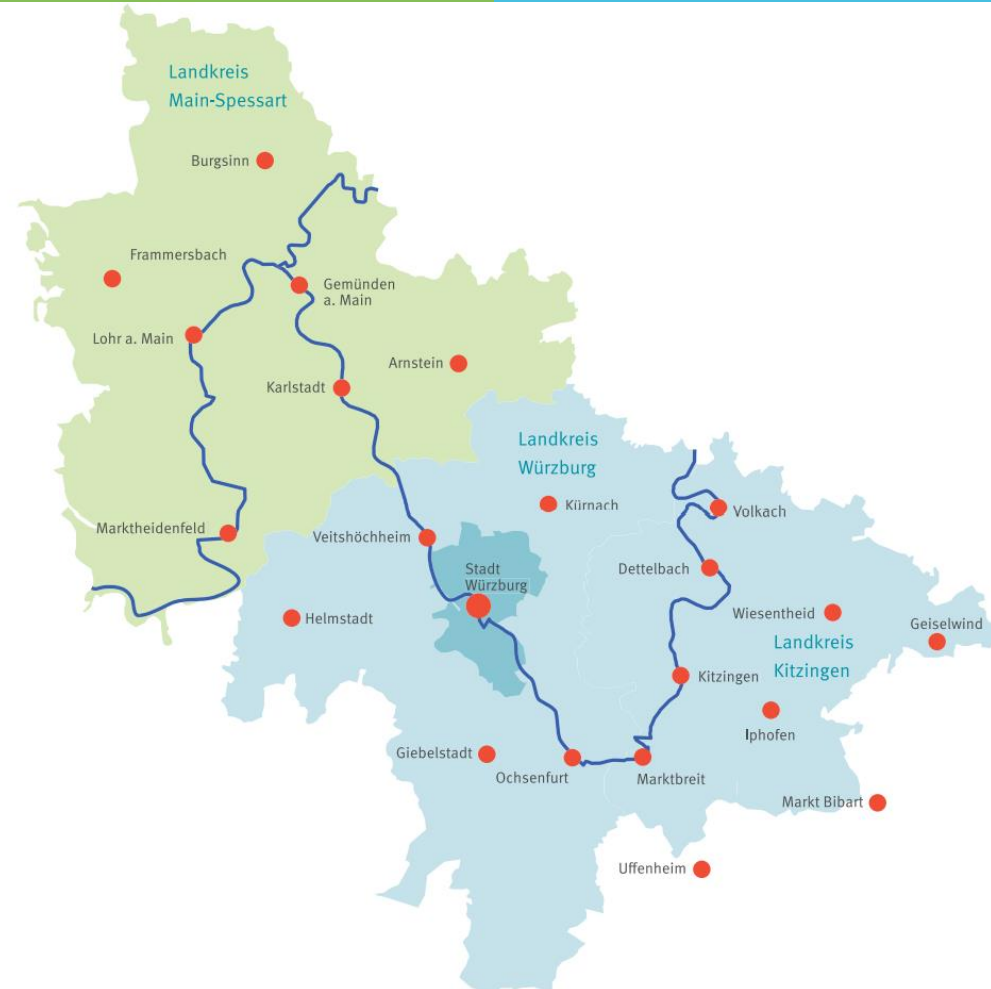 Landkreis
Main-Spessart
Burgsinn
Frammersbach
Gemünden
a. Main
Lohr a. Main
Arnstein
Karlstadt
Landkreis
Würzburg
Kürnach
Volkach
Marktheidenfeld
Veitshöchheim
Stadt
Würzburg
Dettelbach
Wiesentheid
Geiselwind
Helmstadt
Landkreis
Kitzingen
Kitzingen
Iphofen
Giebelstadt
Ochsenfurt
Marktbreit
Markt Bibart
Uffenheim